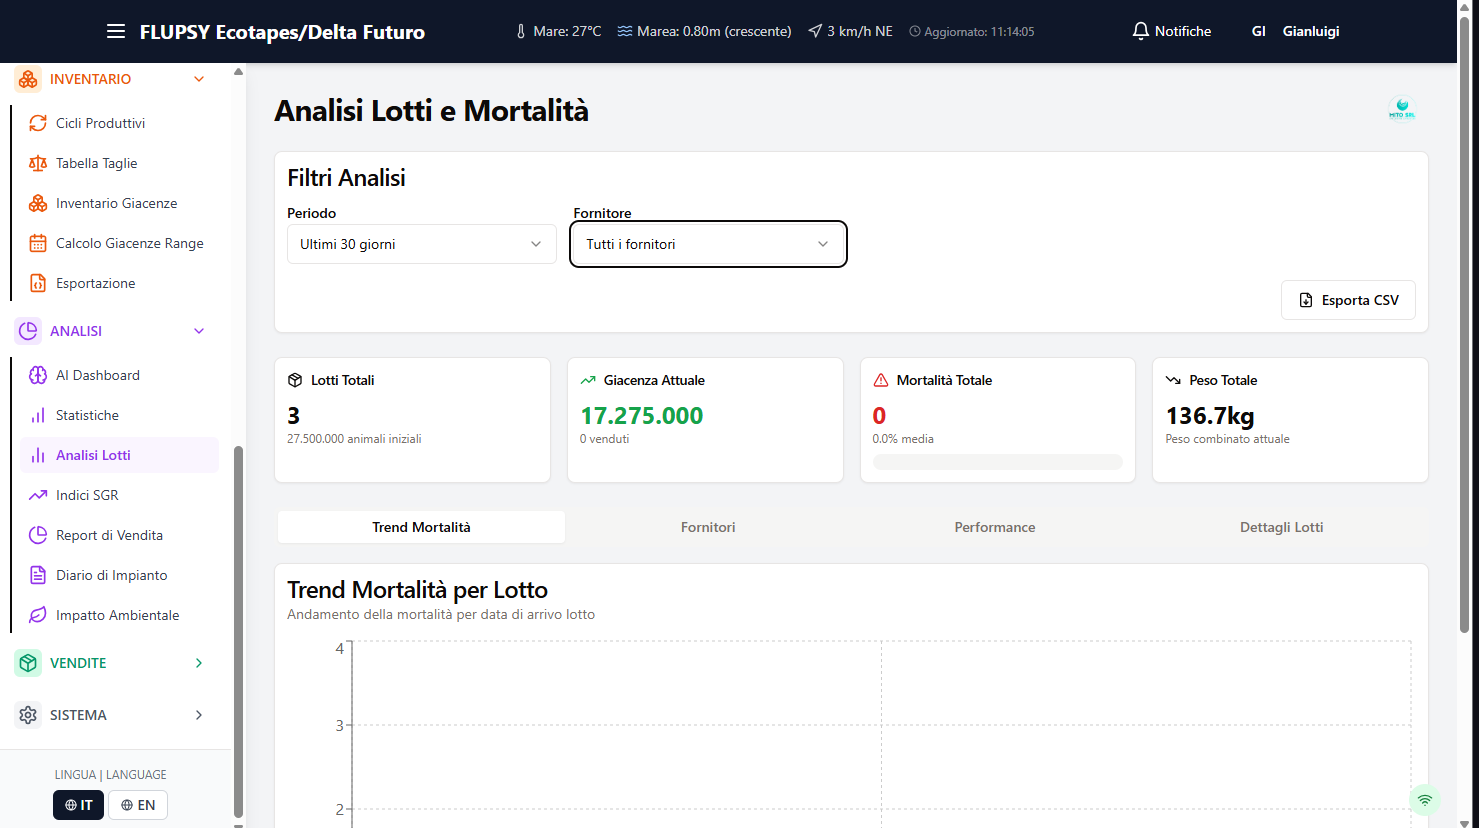 FLUPSY Ecotapes/Delta Futuro
Mare: 27°C
Marea: 0.80m (crescente)
3 km/h NE
Aggiornato: 11:14:05
Notifiche
GI
Gianluigi
INVENTARIO
Cicli Produttivi
Tabella Taglie
Inventario Giacenze
Calcolo Giacenze Range
Esportazione
ANALISI
AI Dashboard
Statistiche
Analisi Lotti
Indici SGR
Report di Vendita
Diario di Impianto
Impatto Ambientale
VENDITE
SISTEMA
LINGUA | LANGUAGE
IT
EN
Analisi Lotti e Mortalità
MITO SRL
Filtri Analisi
Periodo
Ultimi 30 giorni
Fornitore
Tutti i fornitori
Esporta CSV
Lotti Totali
3
27.500.000 animali iniziali
Giacenza Attuale
17.275.000
0 venduti
Mortalità Totale
0
0.0% media
Peso Totale
136.7kg
Peso combinato attuale
Trend Mortalità
Fornitori
Performance
Dettagli Lotti
Trend Mortalità per Lotto
Andamento della mortalità per data di arrivo lotto
4
3
2